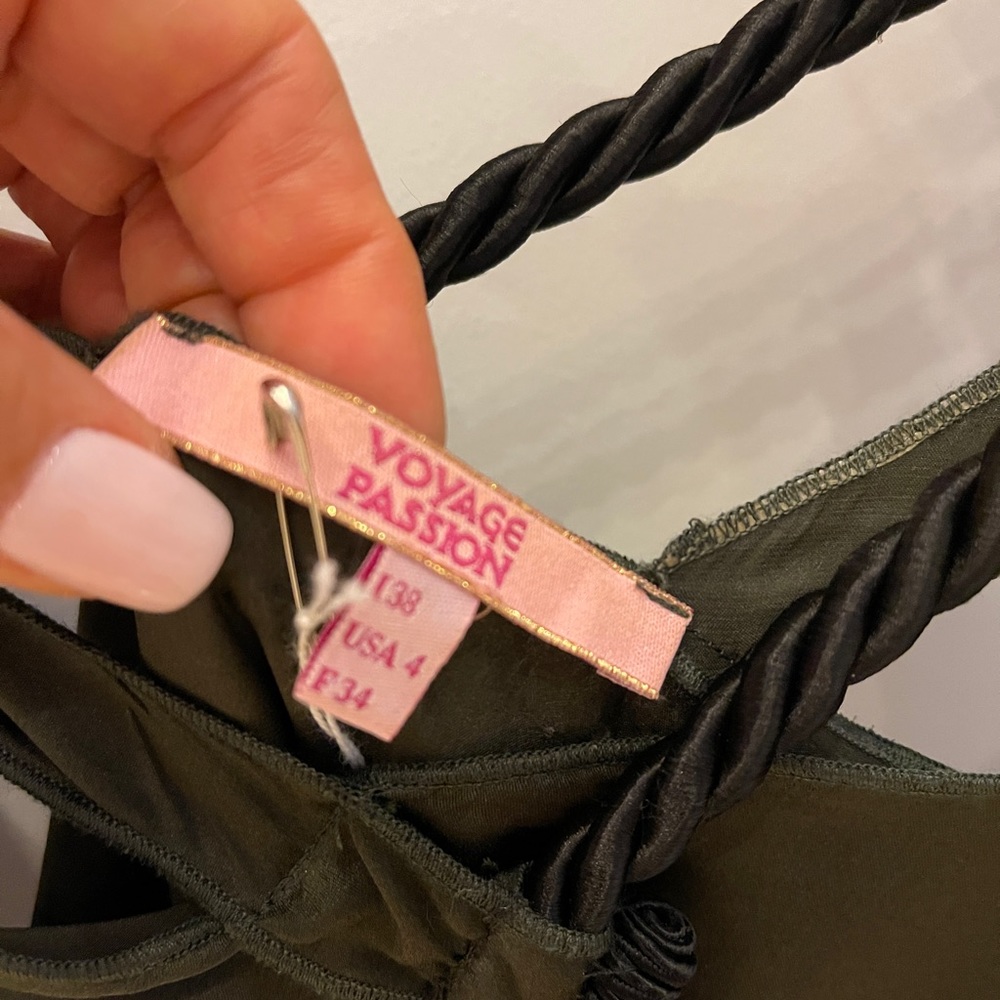 VOYAGE
PASSION
I 38
USA 4
F 34